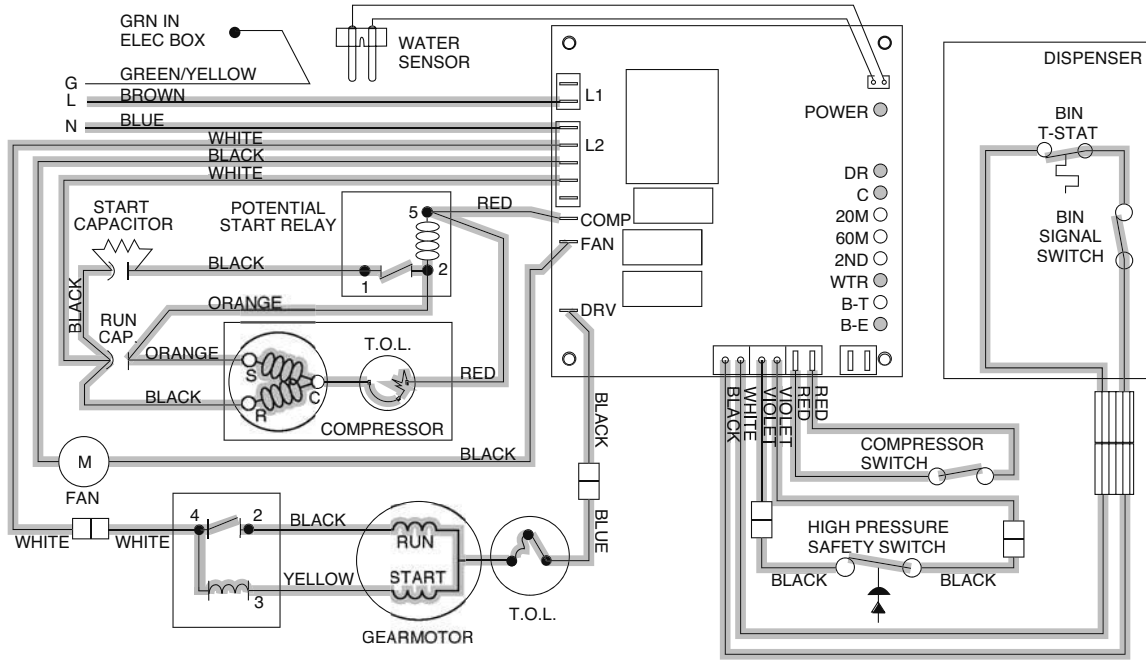 GRN IN
ELEC BOX
WATER
SENSOR
DISPENSER
G
GREEN/YELLOW
L
BROWN
L1
POWER
N
BLUE
WHITE
L2
BLACK
WHITE
BIN
T-STAT
DR
C
20M
60M
2ND
WTR
B-T
B-E
BIN
SIGNAL
SWITCH
START
CAPACITOR
POTENTIAL
START RELAY
5
RED
COMP
FAN
BLACK
1
2
BLACK
ORANGE
DRV
RUN
CAP.
ORANGE
S
T.O.L.
RED
C
BLACK
R
COMPRESSOR
BLACK
BLACK
WHITE
VIOLET
VIOLET
RED
RED
M
FAN
BLACK
COMPRESSOR
SWITCH
4
2
BLACK
RUN
BLUE
WHITE
WHITE
YELLOW
START
3
T.O.L.
GEARMOTOR
HIGH PRESSURE
SAFETY SWITCH
BLACK
BLACK